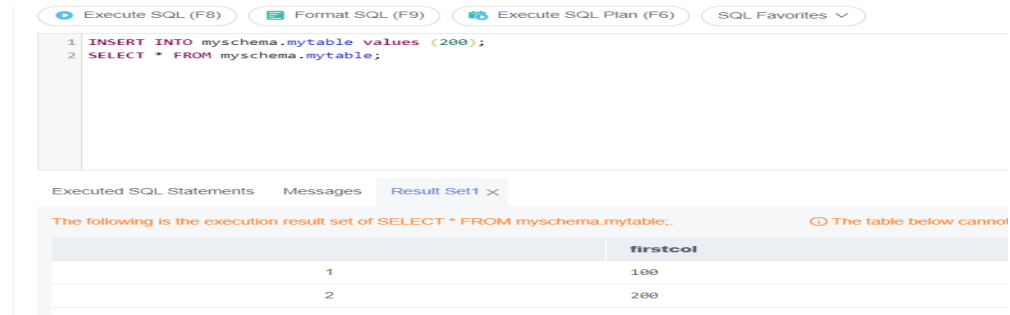 Execute SQL (F8) Format SQL (F9) Execute SQL Plan (F6) SQL Favorites
1 INSERT INTO myschema.mytable values (200);
2 SELECT * FROM myschema.mytable;
Executed SQL Statements Messages Result Set1 ×
The following is the execution result set of SELECT * FROM myschema.mytable;. The table below cannot
firstcol
1 100
2 200